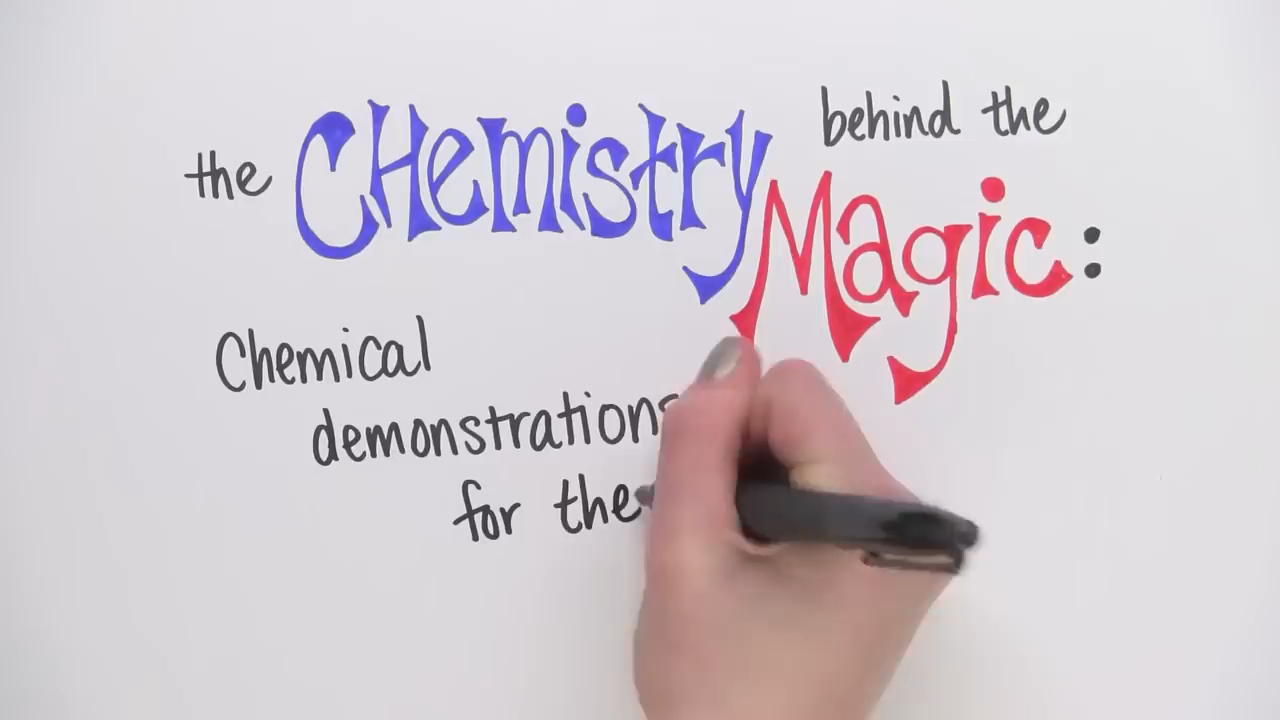 the CHemistry behind the
Magic:
Chemical
demonstrations
for the